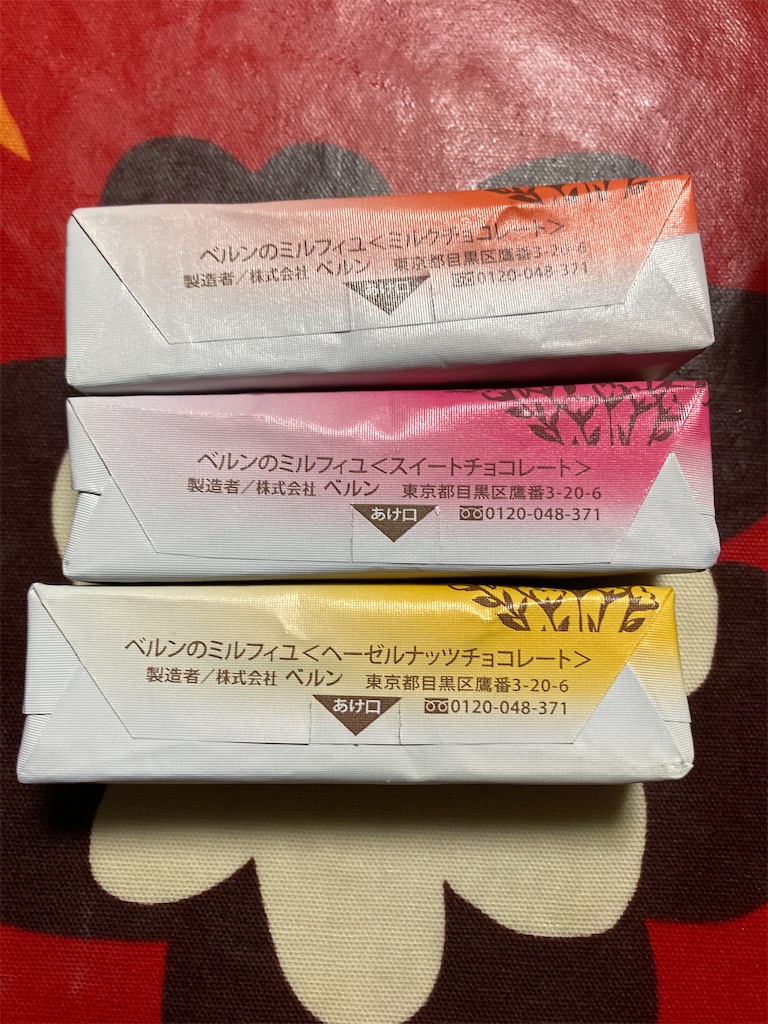 ベルンのミルフィユ<ミルクチョコレート>
製造者/株式会社 ベルン 東京都目黒区鷹番3-20-6
あけ口 0120-048-371
ベルンのミルフィユ<スイートチョコレート>
製造者/株式会社 ベルン 東京都目黒区鷹番3-20-6
あけ口 0120-048-371
ベルンのミルフィユ<ヘーゼルナッツチョコレート>
製造者/株式会社 ベルン 東京都目黒区鷹番3-20-6
あけ口 0120-048-371